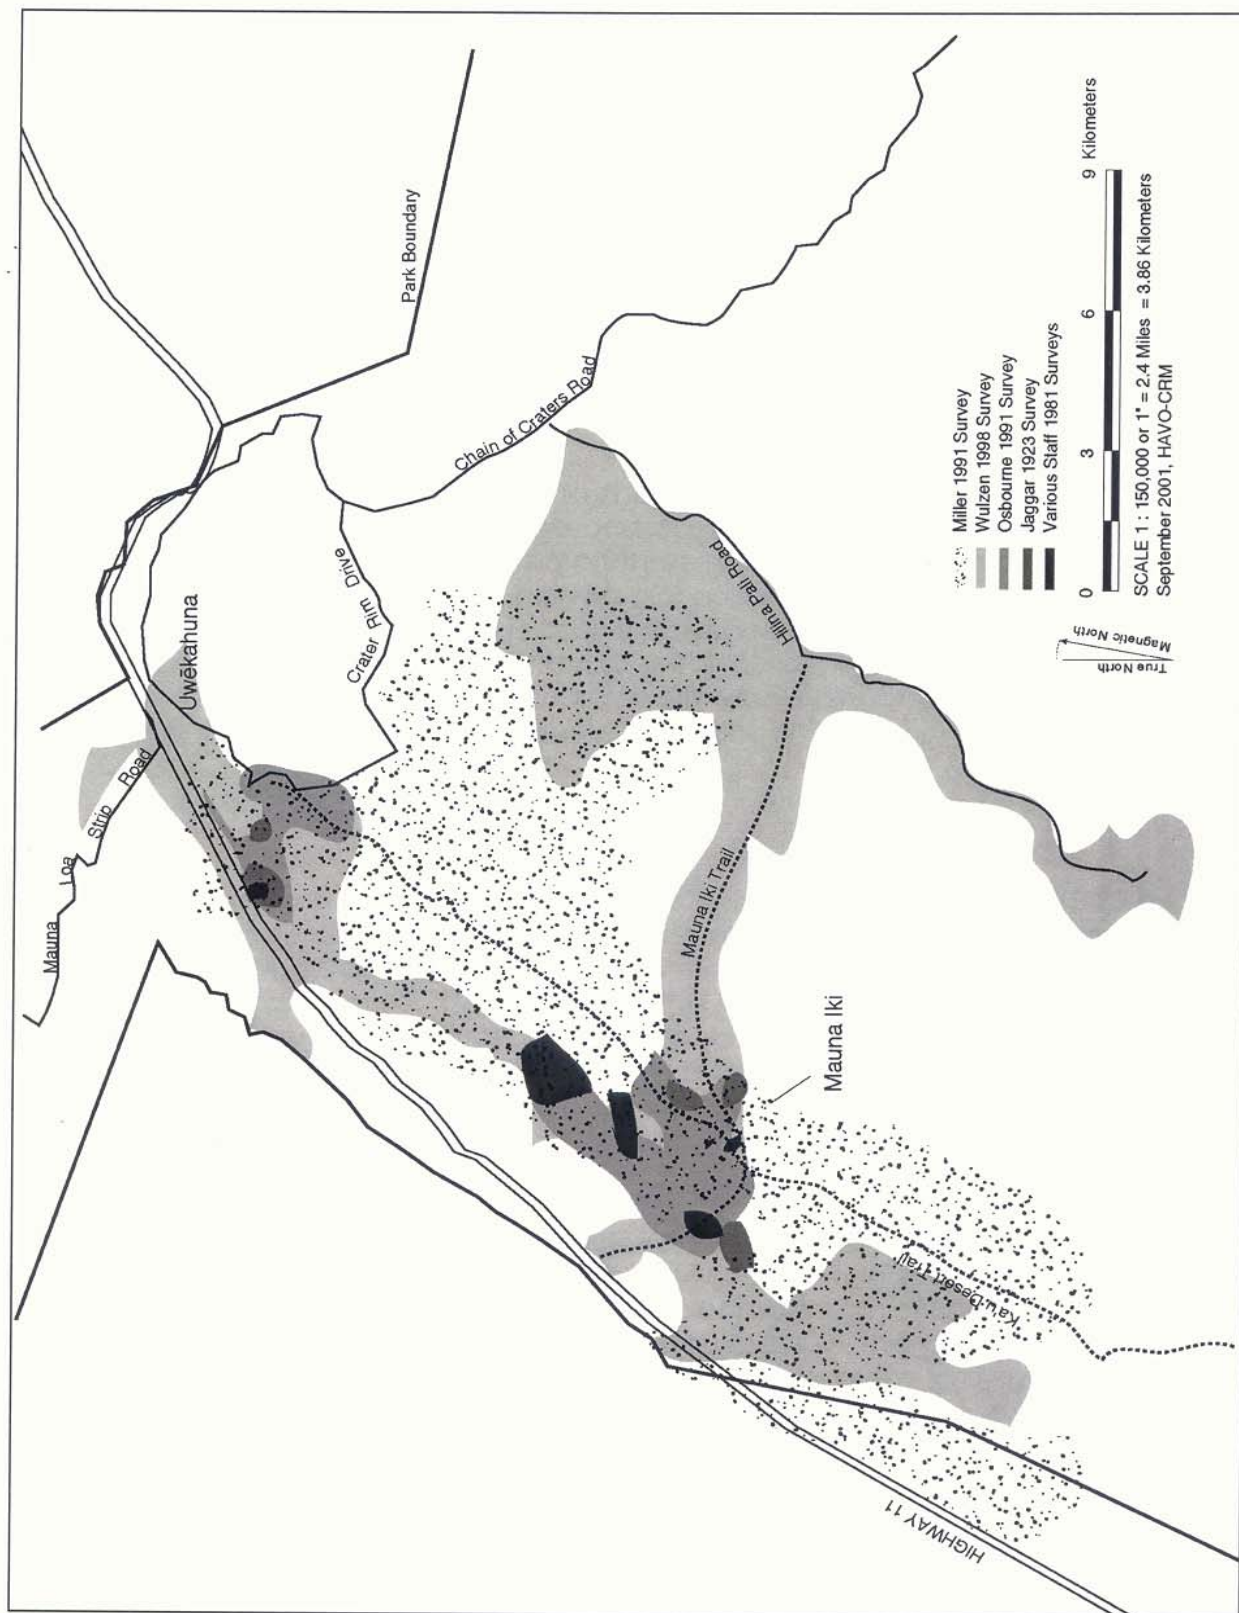 Mauna Loa Strip Road
Uwēkahuna
Crater Rim Drive
Park Boundary
Chain of Craters Road
Hilina Pali Road
Mauna Iki Trail
Mauna Iki
Ka'u Desert Trail
HIGHWAY 11
Miller 1991 Survey
Wulzen 1998 Survey
Osbourne 1991 Survey
Jaggar 1923 Survey
Various Staff 1981 Surveys
0 3 6 9 Kilometers
SCALE 1 : 150,000 or 1" = 2.4 Miles = 3.86 Kilometers
September 2001, HAVO-CRM
True North
Magnetic North